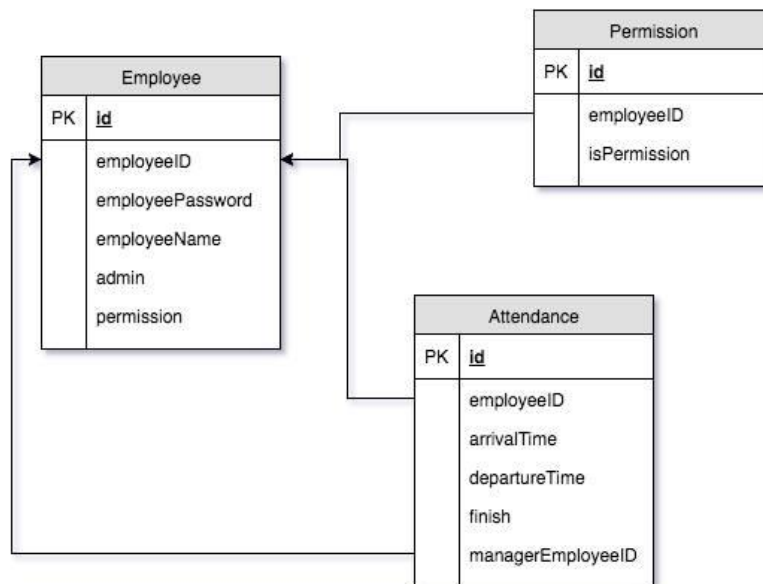 Employee
PK id
employeeID
employeePassword
employeeName
admin
permission
Permission
PK id
employeeID
isPermission
Attendance
PK id
employeeID
arrivalTime
departureTime
finish
managerEmployeeID